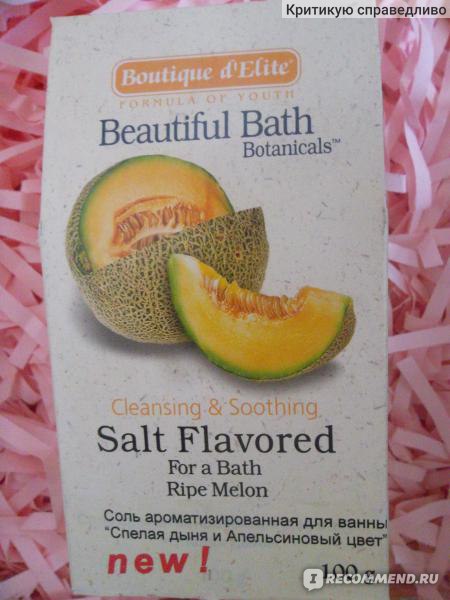 Критикую справедливо
Boutique d'Elite®
FORMULA OF YOUTH
Beautiful Bath
Botanicals™
Cleansing & Soothing
Salt Flavored
For a Bath
Ripe Melon
Соль ароматизированная для ванны
"Спелая дыня и Апельсиновый цвет"
new!
100 g
IRECOMMEND.RU